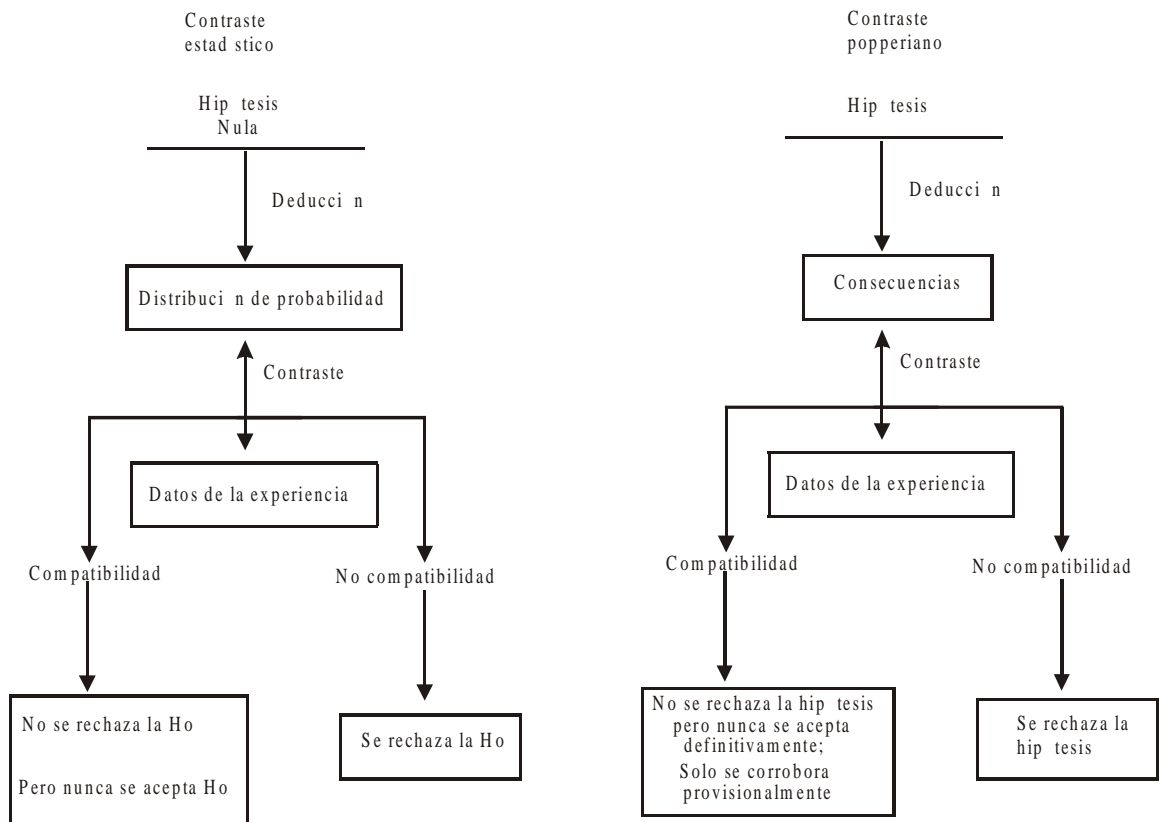 Contraste
estad stico
Hip tesis
Nula
Deducci n
Distribuci n de probabilidad
Contraste
Datos de la experiencia
Compatibilidad
No compatibilidad
No se rechaza la Ho
Pero nunca se acepta Ho
Se rechaza la Ho
Contraste
popperiano
Hip tesis
Deducci n
Consecuencias
Contraste
Datos de la experiencia
Compatibilidad
No compatibilidad
No se rechaza la hip tesis
pero nunca se acepta
definitivamente;
Solo se corrobora
provisionalmente
Se rechaza la
hip tesis